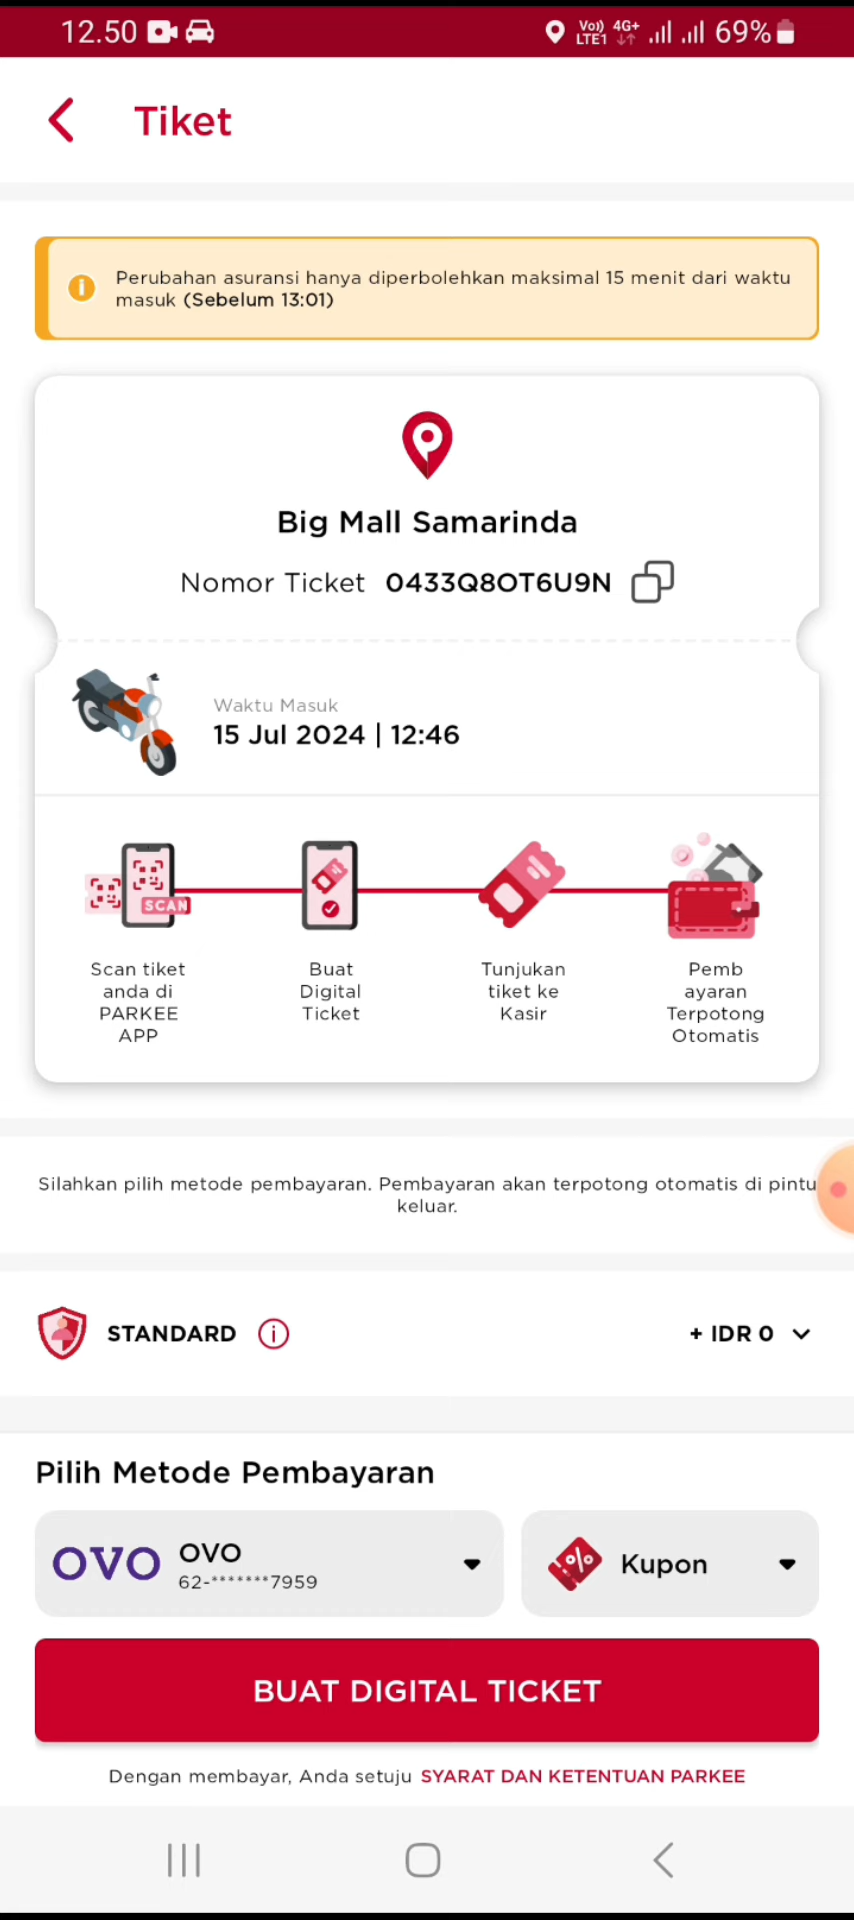 12.50
Vo)) 4G+
LTE1
69%
Tiket
Perubahan asuransi hanya diperbolehkan maksimal 15 menit dari waktu
masuk (Sebelum 13:01)
Big Mall Samarinda
Nomor Ticket 0433Q8OT6U9N
Waktu Masuk
15 Jul 2024 | 12:46
SCAN
Scan tiket
anda di
PARKEE
APP
Buat
Digital
Ticket
Tunjukan
tiket ke
Kasir
Pemb
ayaran
Terpotong
Otomatis
Silahkan pilih metode pembayaran. Pembayaran akan terpotong otomatis di pintu
keluar.
STANDARD
+ IDR 0
Pilih Metode Pembayaran
OVO
OVO
62-*******7959
Kupon
BUAT DIGITAL TICKET
Dengan membayar, Anda setuju SYARAT DAN KETENTUAN PARKEE